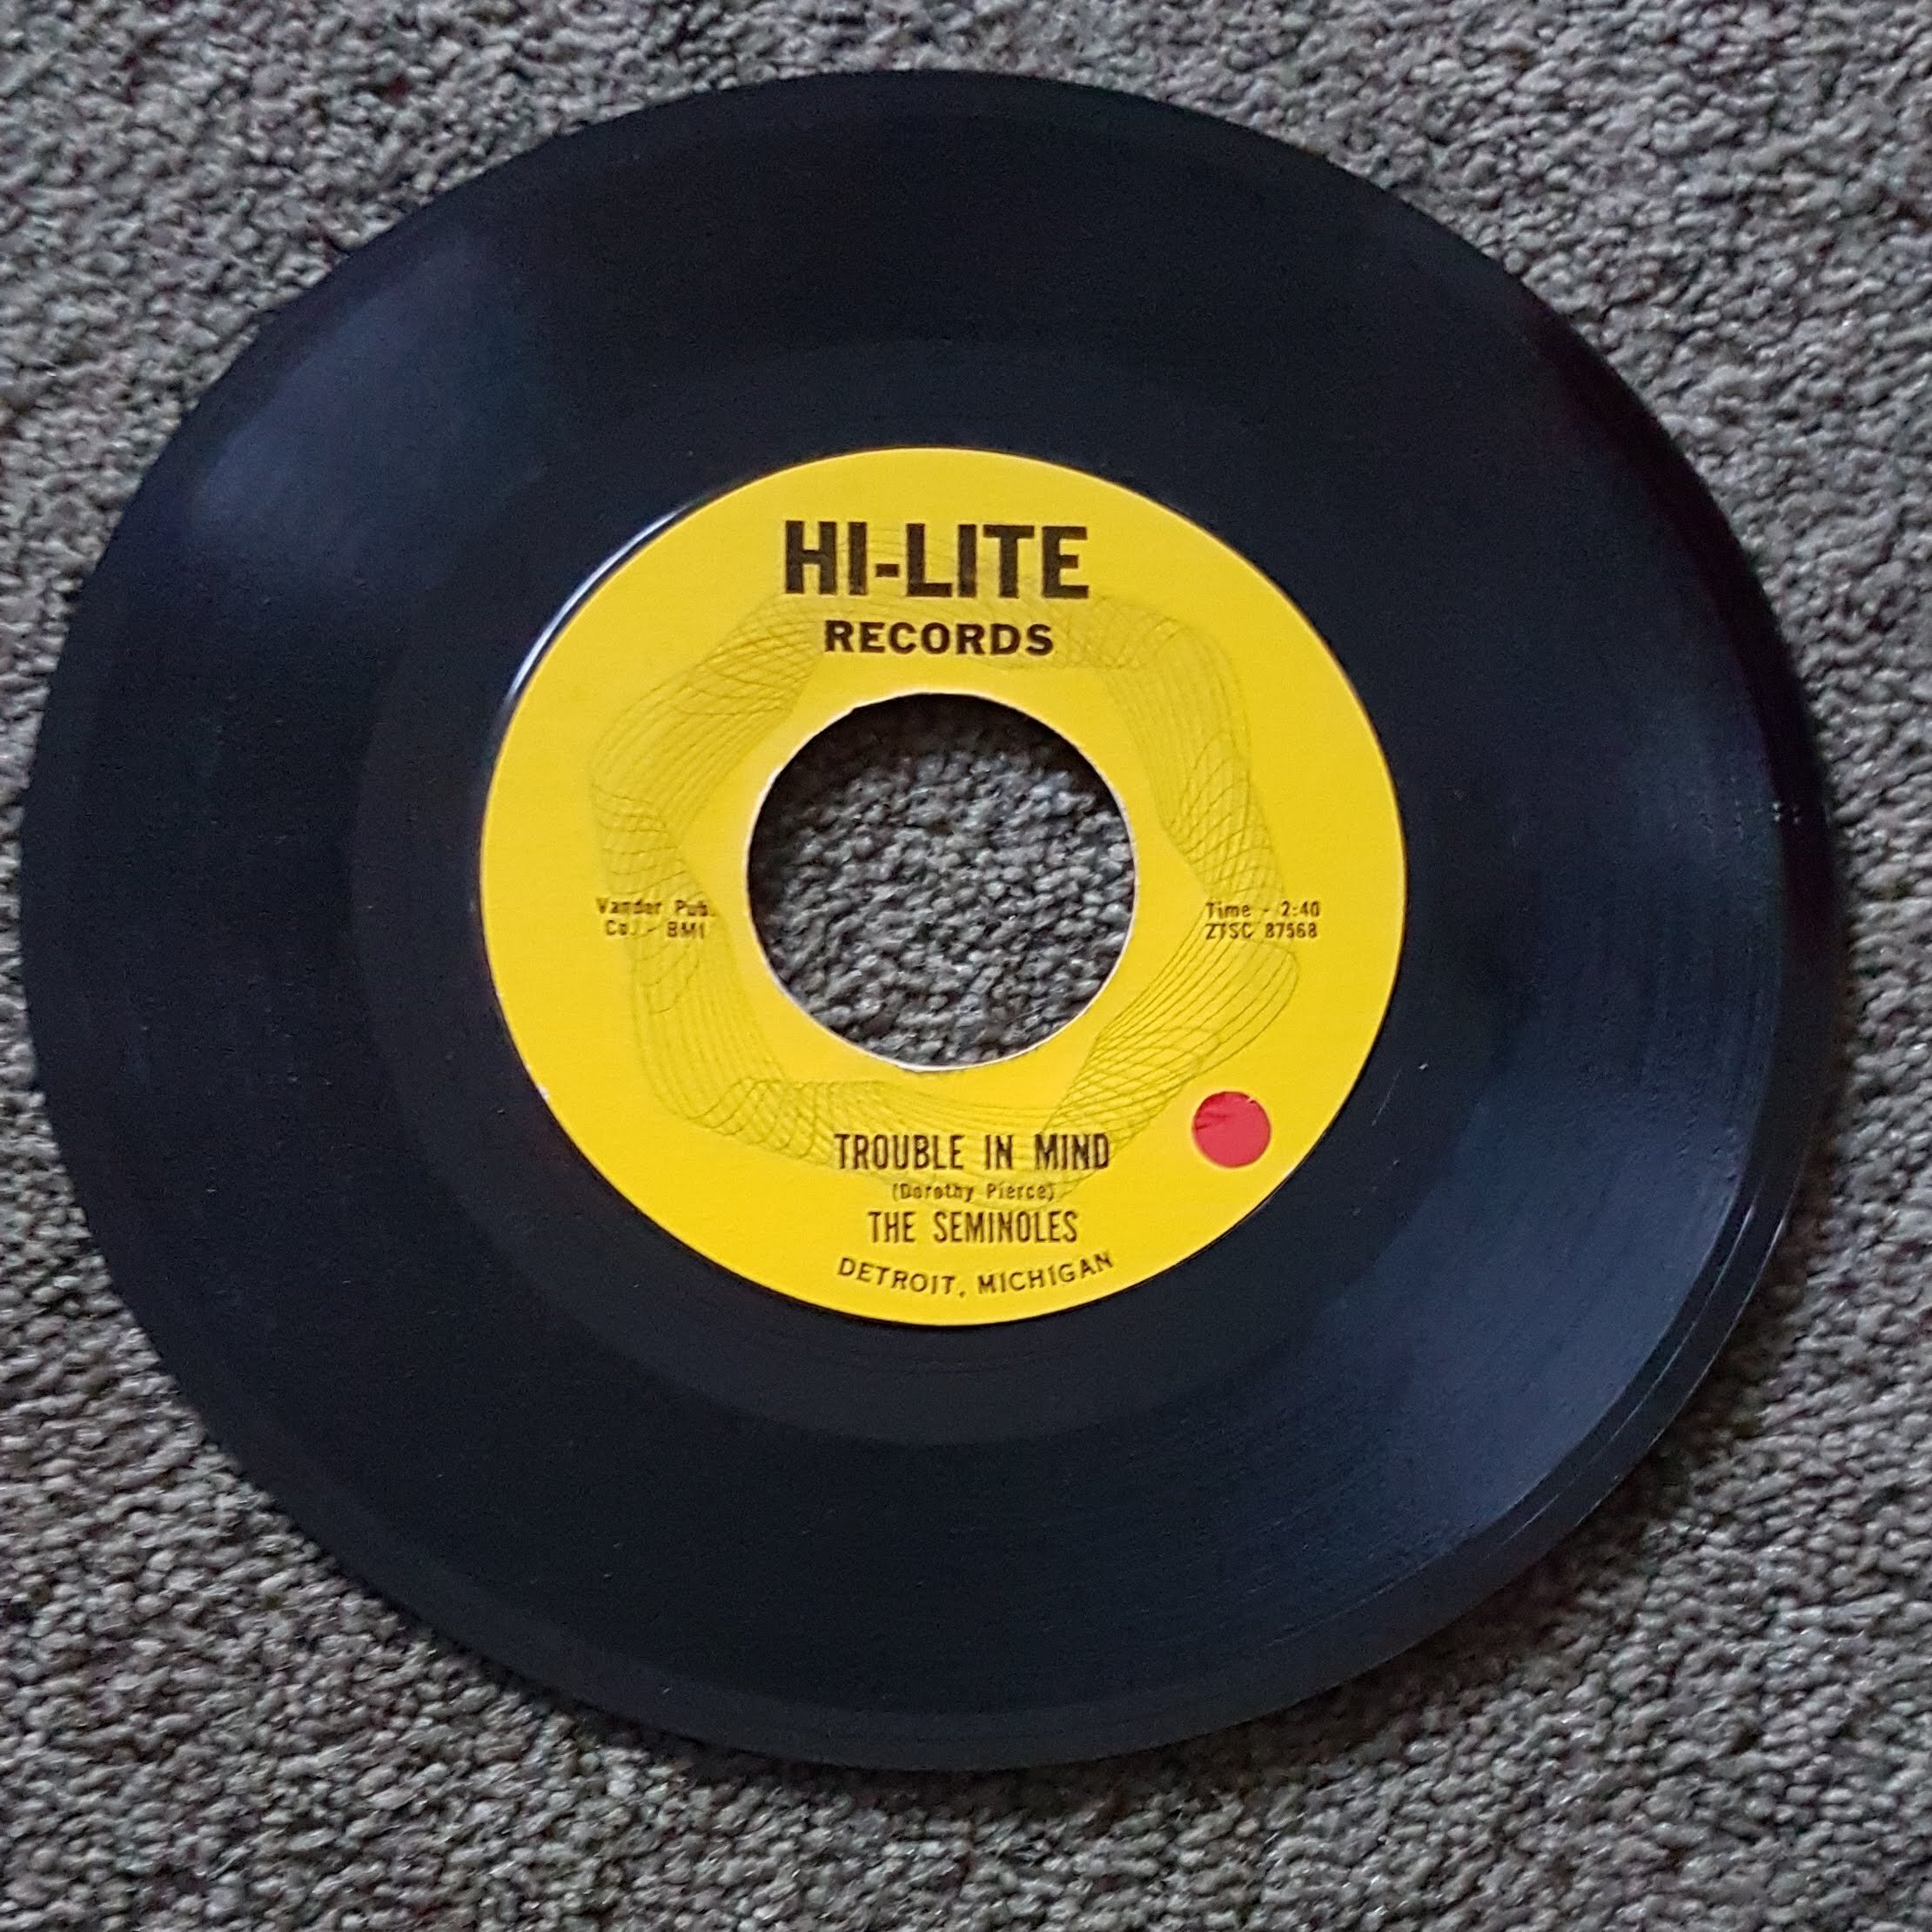 HI-LITE
RECORDS
Vander Pub.
Co. - BMI
Time - 2:40
ZTSC 87568
TROUBLE IN MIND
(Dorothy Pierce)
THE SEMINOLES
DETROIT, MICHIGAN